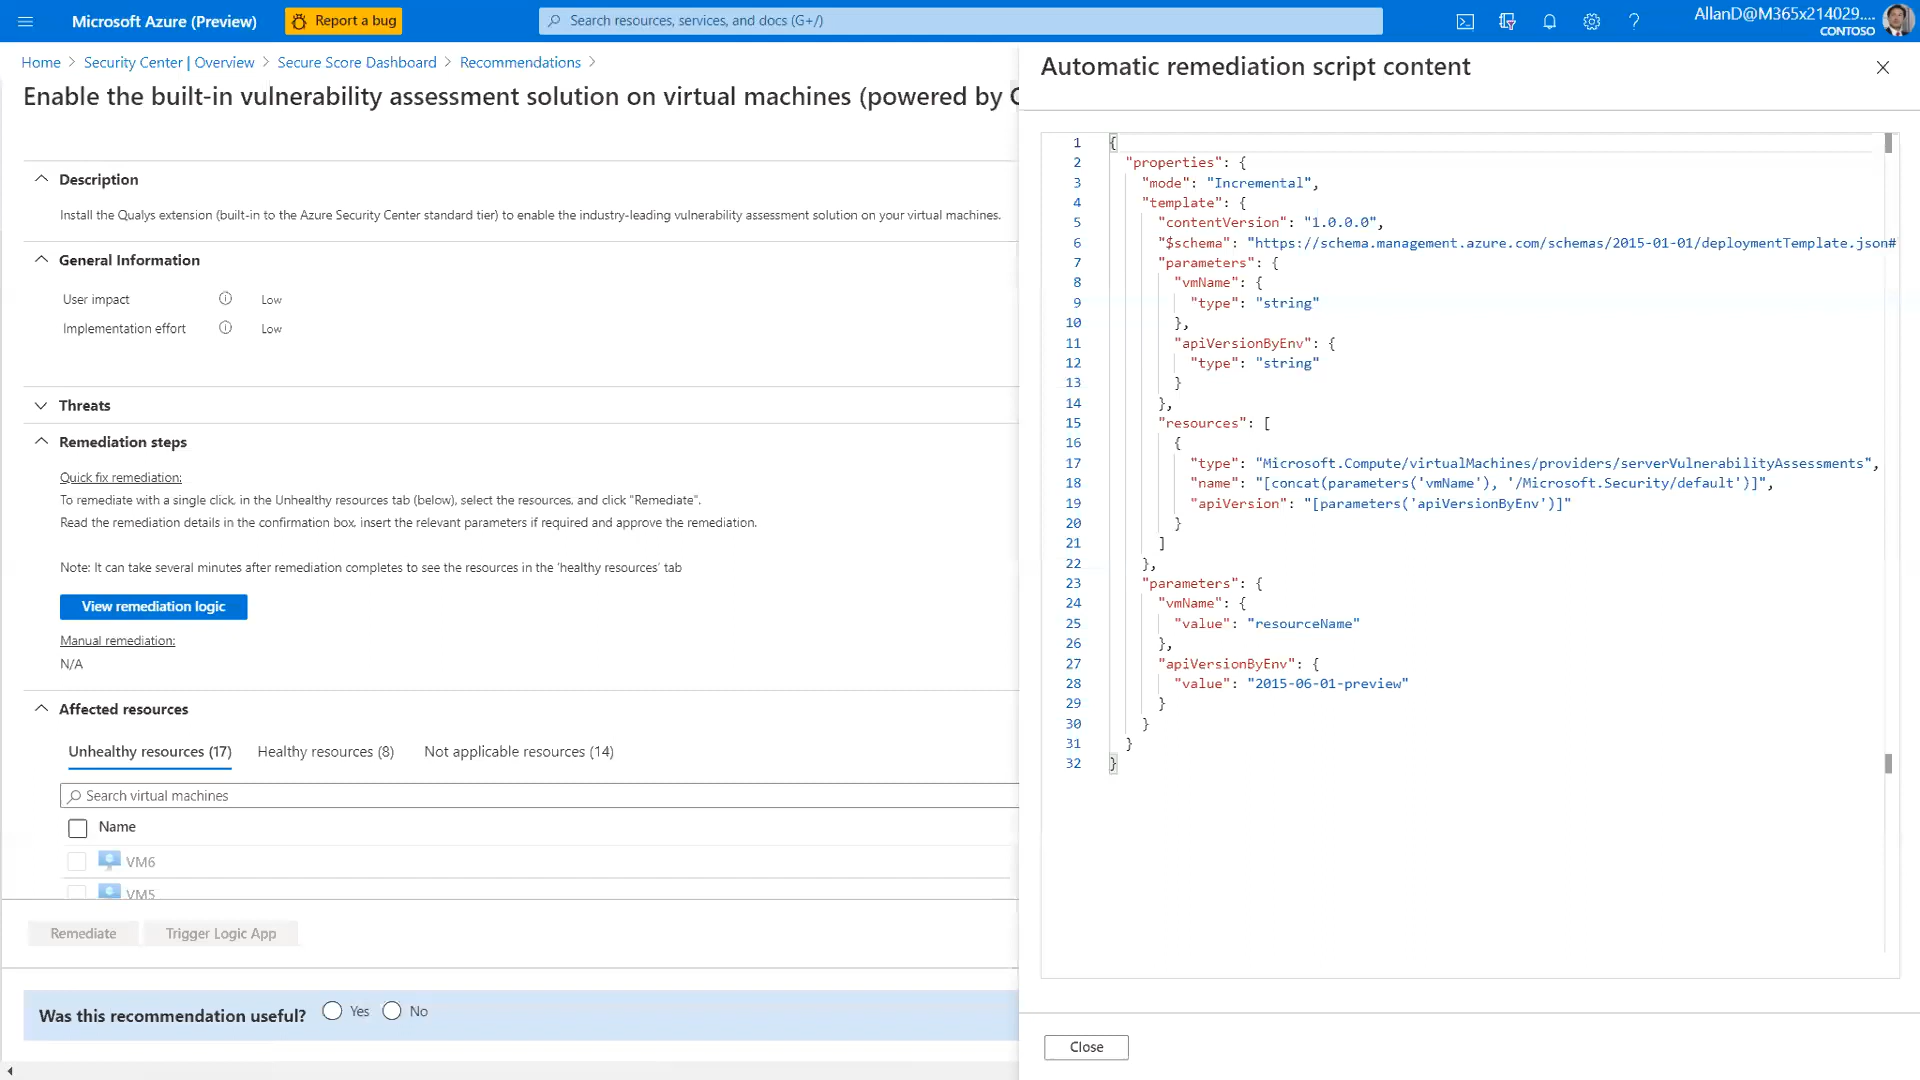 Microsoft Azure (Preview)
Report a bug
Search resources, services, and docs (G+/)
AllanD@M365x214029....
CONTOSO
Home > Security Center | Overview > Secure Score Dashboard > Recommendations >
Enable the built-in vulnerability assessment solution on virtual machines (powered by
Description
Install the Qualys extension (built-in to the Azure Security Center standard tier) to enable the industry-leading vulnerability assessment solution on your virtual machines.
General Information
User impact Low
Implementation effort Low
Threats
Remediation steps
Quick fix remediation:
To remediate with a single click, in the Unhealthy resources tab (below), select the resources, and click "Remediate".
Read the remediation details in the confirmation box, insert the relevant parameters if required and approve the remediation.
Note: It can take several minutes after remediation completes to see the resources in the 'healthy resources' tab
View remediation logic
Manual remediation:
N/A
Affected resources
Unhealthy resources (17) Healthy resources (8) Not applicable resources (14)
Search virtual machines
Name
VM6
VM5
Remediate Trigger Logic App
Was this recommendation useful? Yes No
Automatic remediation script content
1 {
2 "properties": {
3 "mode": "Incremental",
4 "template": {
5 "contentVersion": "1.0.0.0",
6 "$schema": "https://schema.management.azure.com/schemas/2015-01-01/deploymentTemplate.json#
7 "parameters": {
8 "vmName": {
9 "type": "string"
10 },
11 "apiVersionByEnv": {
12 "type": "string"
13 }
14 },
15 "resources": [
16 {
17 "type": "Microsoft.Compute/virtualMachines/providers/serverVulnerabilityAssessments",
18 "name": "[concat(parameters('vmName'), '/Microsoft.Security/default')]",
19 "apiVersion": "[parameters('apiVersionByEnv')]"
20 }
21 ]
22 },
23 "parameters": {
24 "vmName": {
25 "value": "resourceName"
26 },
27 "apiVersionByEnv": {
28 "value": "2015-06-01-preview"
29 }
30 }
31 }
32 }
Close